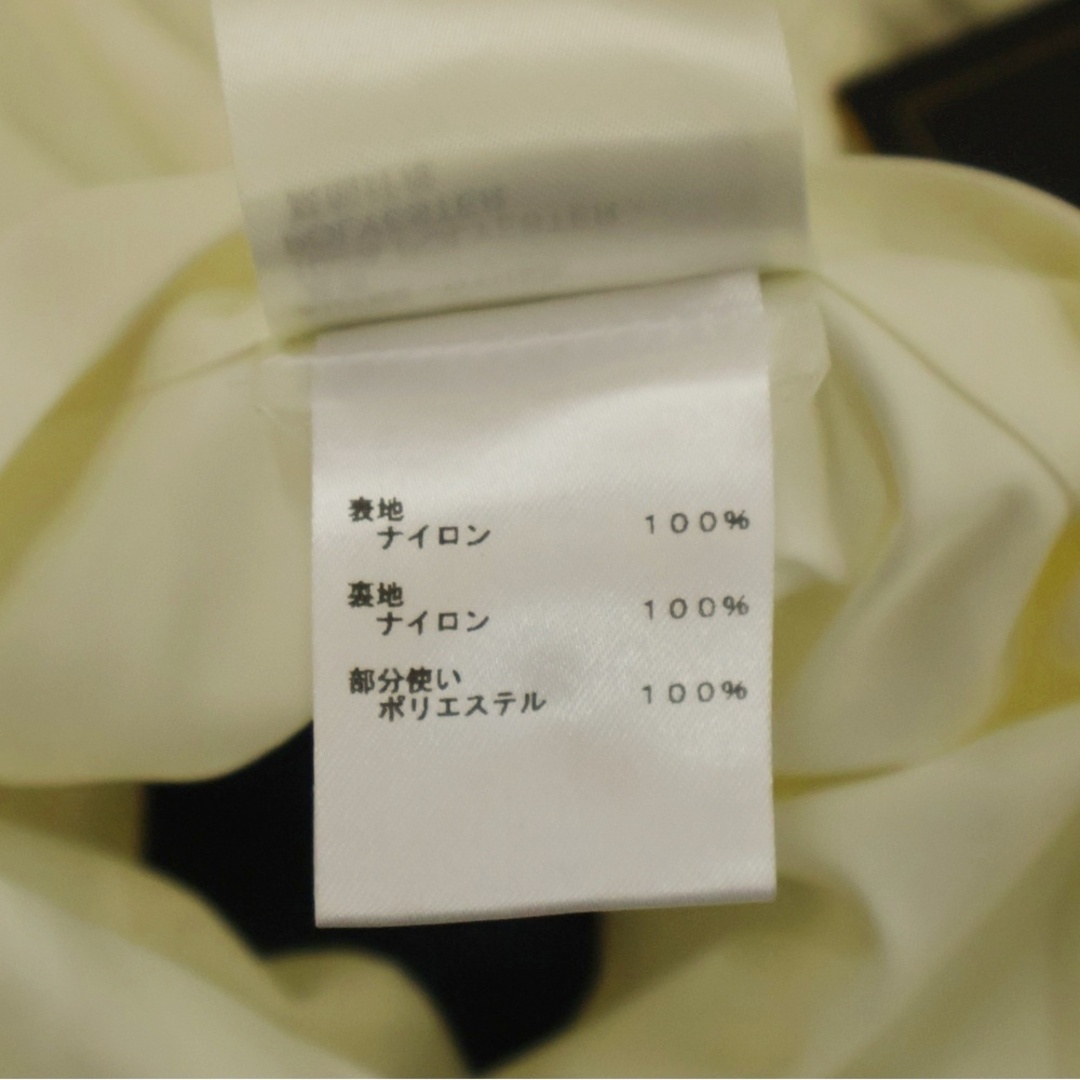 表地
ナイロン １００％
裏地
ナイロン １００％
部分使い
ポリエステル １００％